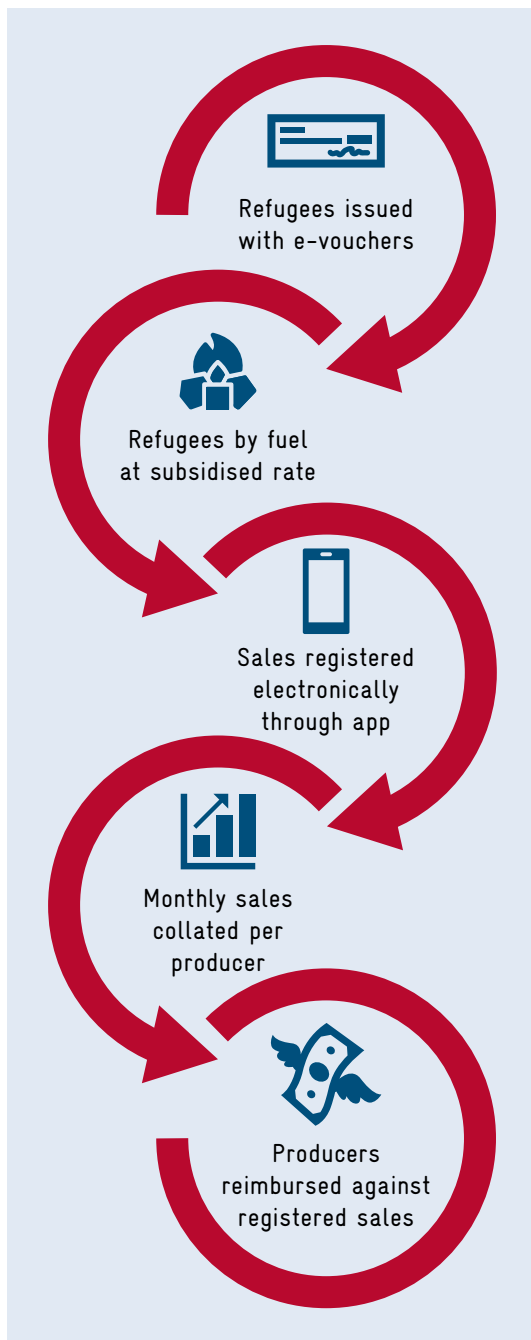 Refugees issued
with e-vouchers
Refugees by fuel
at subsidised rate
Sales registered
electronically
through app
Monthly sales
collated per
producer
Producers
reimbursed against
registered sales